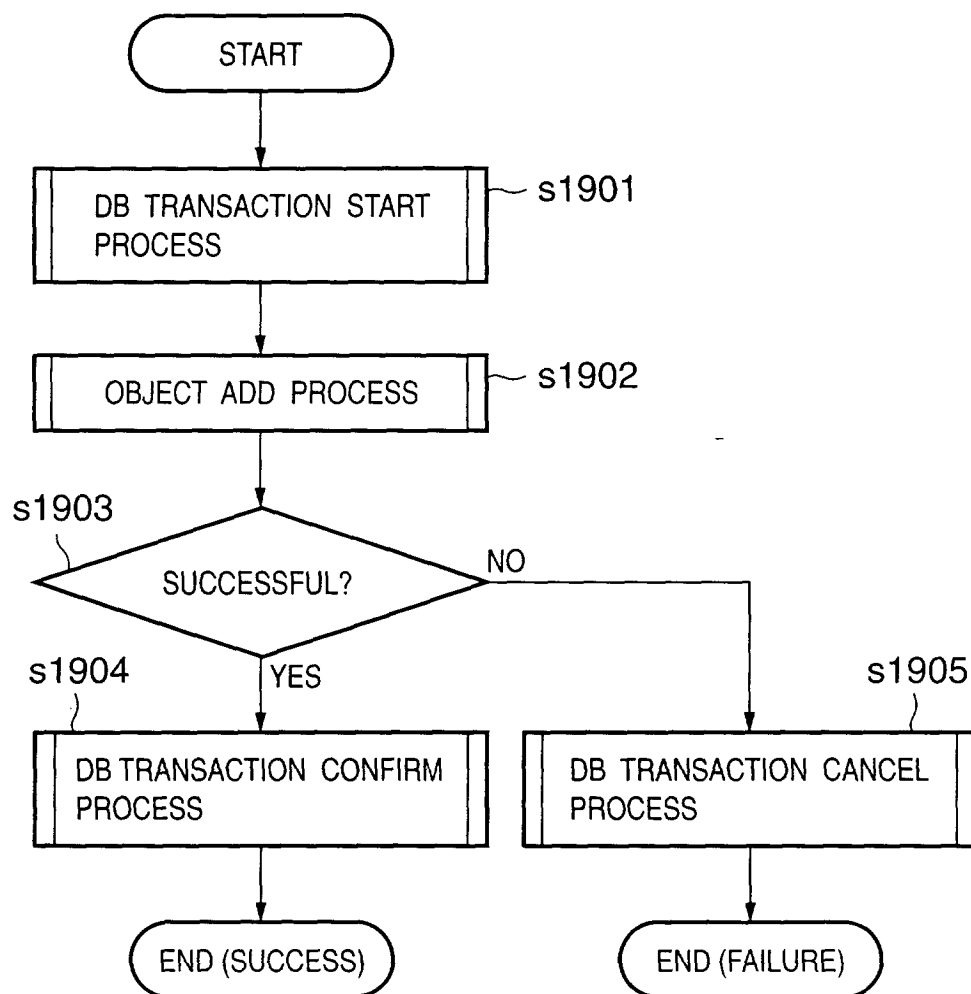 START
DB TRANSACTION START
PROCESS
s1901
OBJECT ADD PROCESS
s1902
s1903
SUCCESSFUL?
NO
YES
s1904
s1905
DB TRANSACTION CONFIRM
PROCESS
DB TRANSACTION CANCEL
PROCESS
END (SUCCESS)
END (FAILURE)